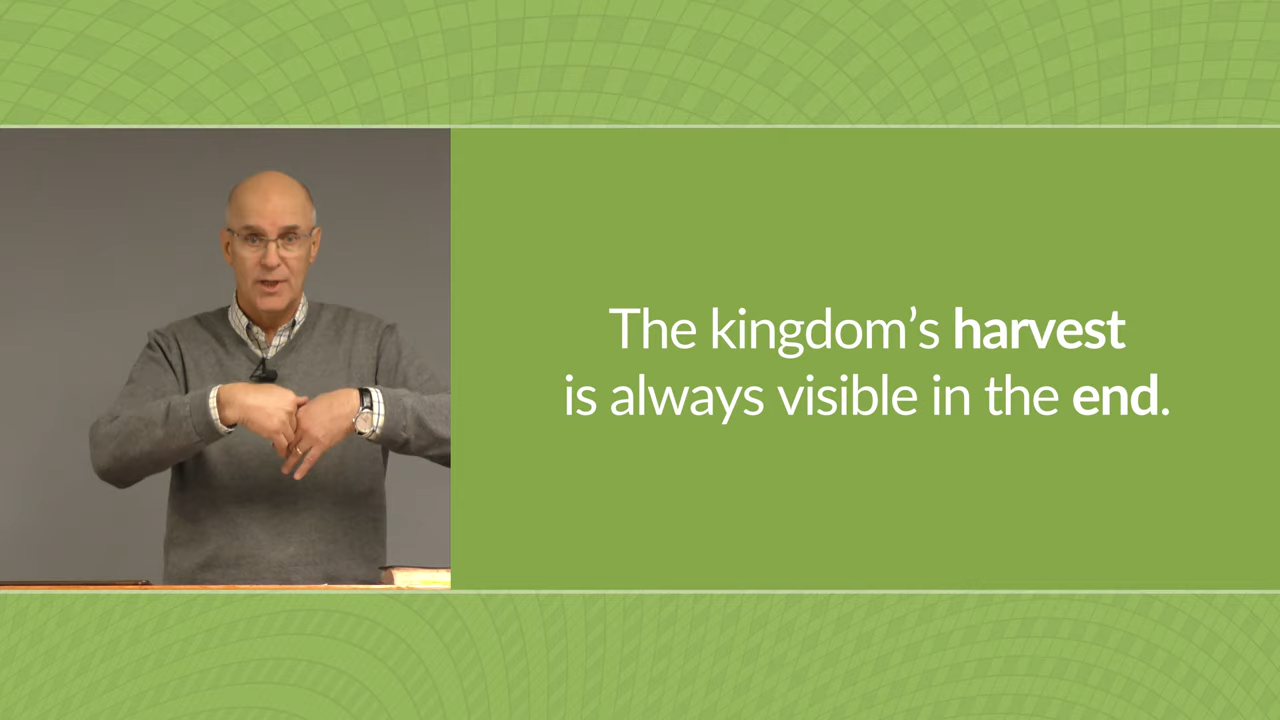 The kingdom’s harvest
is always visible in the end.